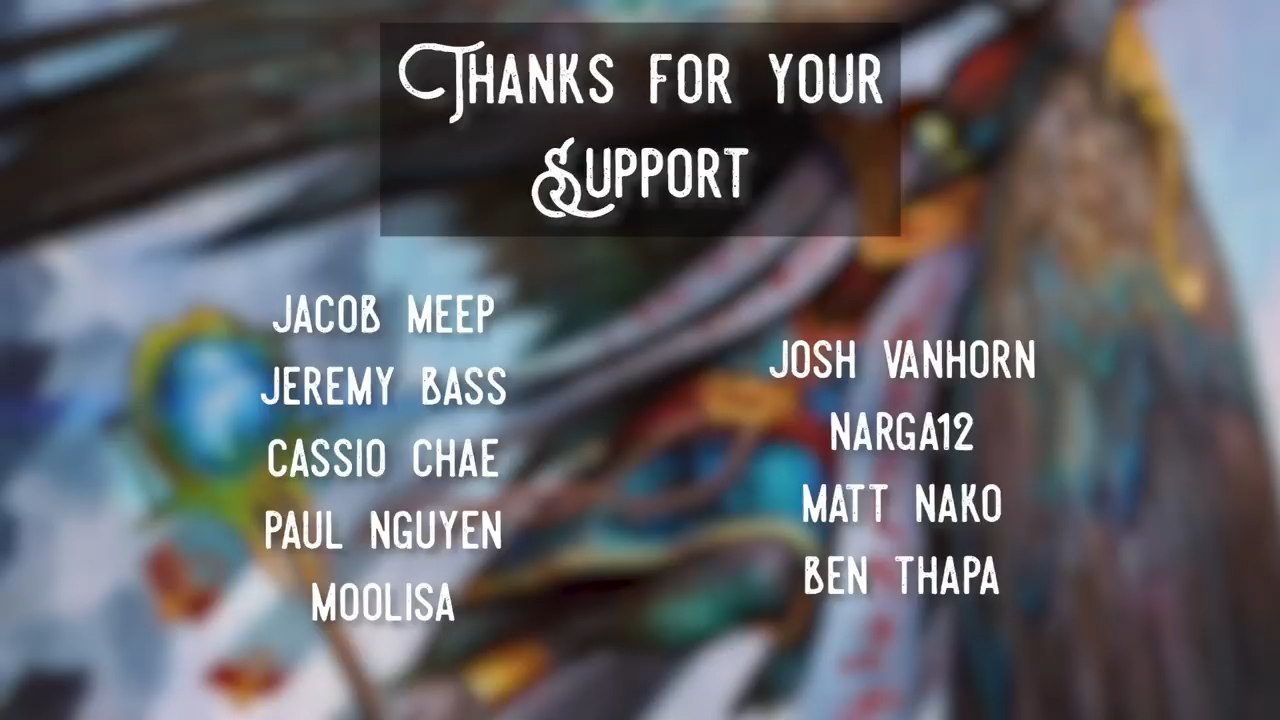 Thanks for your
Support
JACOB MEEP
JEREMY BASS
CASSIO CHAE
PAUL NGUYEN
MOOLISA
JOSH VANHORN
NARGA12
MATT NAKO
BEN THAPA